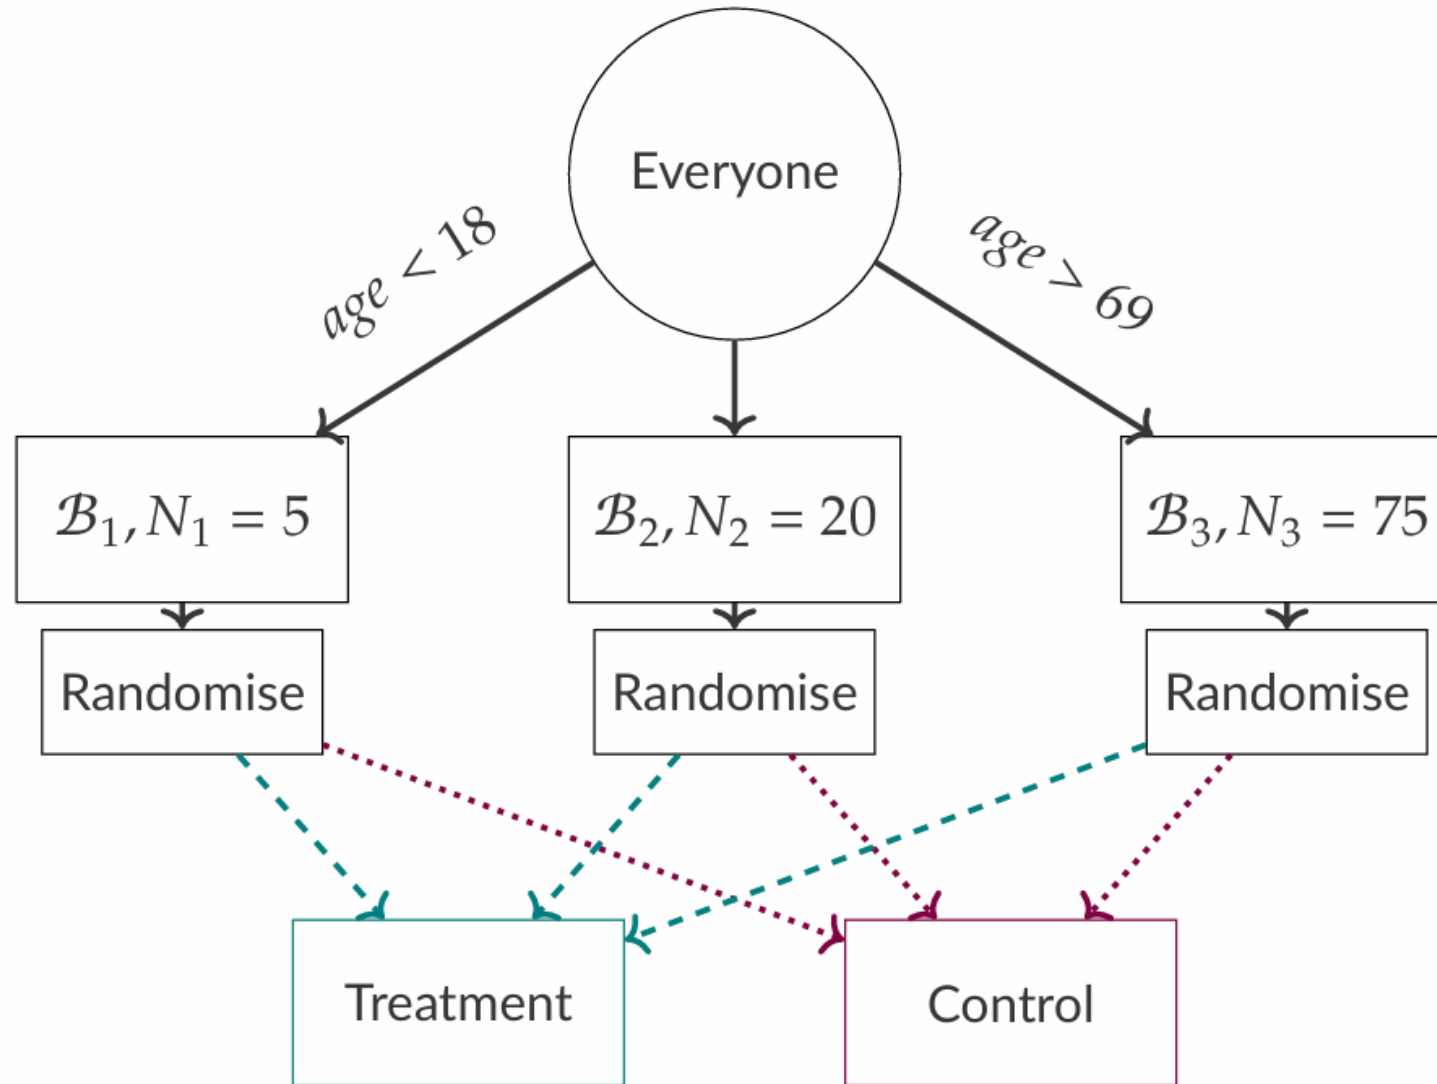 Everyone
age < 18
age > 69
ℬ₁, N₁ = 5
ℬ₂, N₂ = 20
ℬ₃, N₃ = 75
Randomise
Randomise
Randomise
Treatment
Control